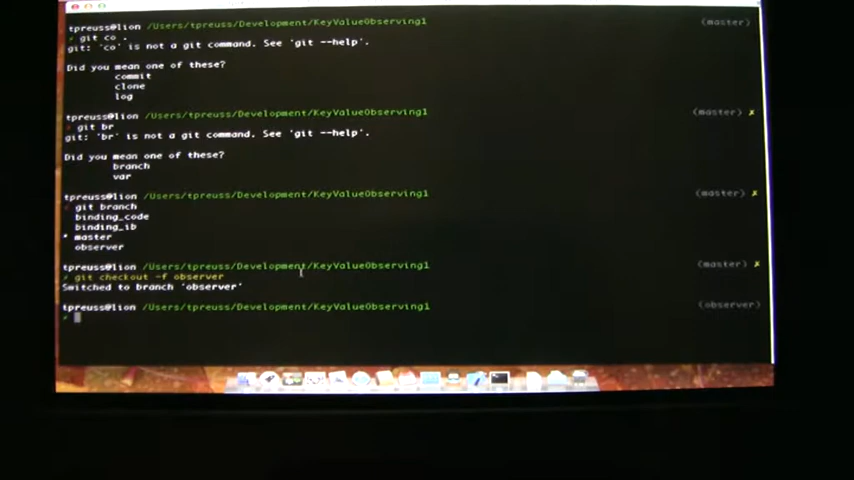 tpreuss@lion /Users/tpreuss/Development/KeyValueObserving1 (master)
⚡ git co .
git: 'co' is not a git command. See 'git --help'.
Did you mean one of these?
commit
clone
log
tpreuss@lion /Users/tpreuss/Development/KeyValueObserving1 (master) ✗
⚡ git br
git: 'br' is not a git command. See 'git --help'.
Did you mean one of these?
branch
var
tpreuss@lion /Users/tpreuss/Development/KeyValueObserving1 (master) ✗
⚡ git branch
binding_code
binding_ib
* master
observer
tpreuss@lion /Users/tpreuss/Development/KeyValueObserving1 (master) ✗
⚡ git checkout -f observer
Switched to branch 'observer'
tpreuss@lion /Users/tpreuss/Development/KeyValueObserving1 (observer)
⚡